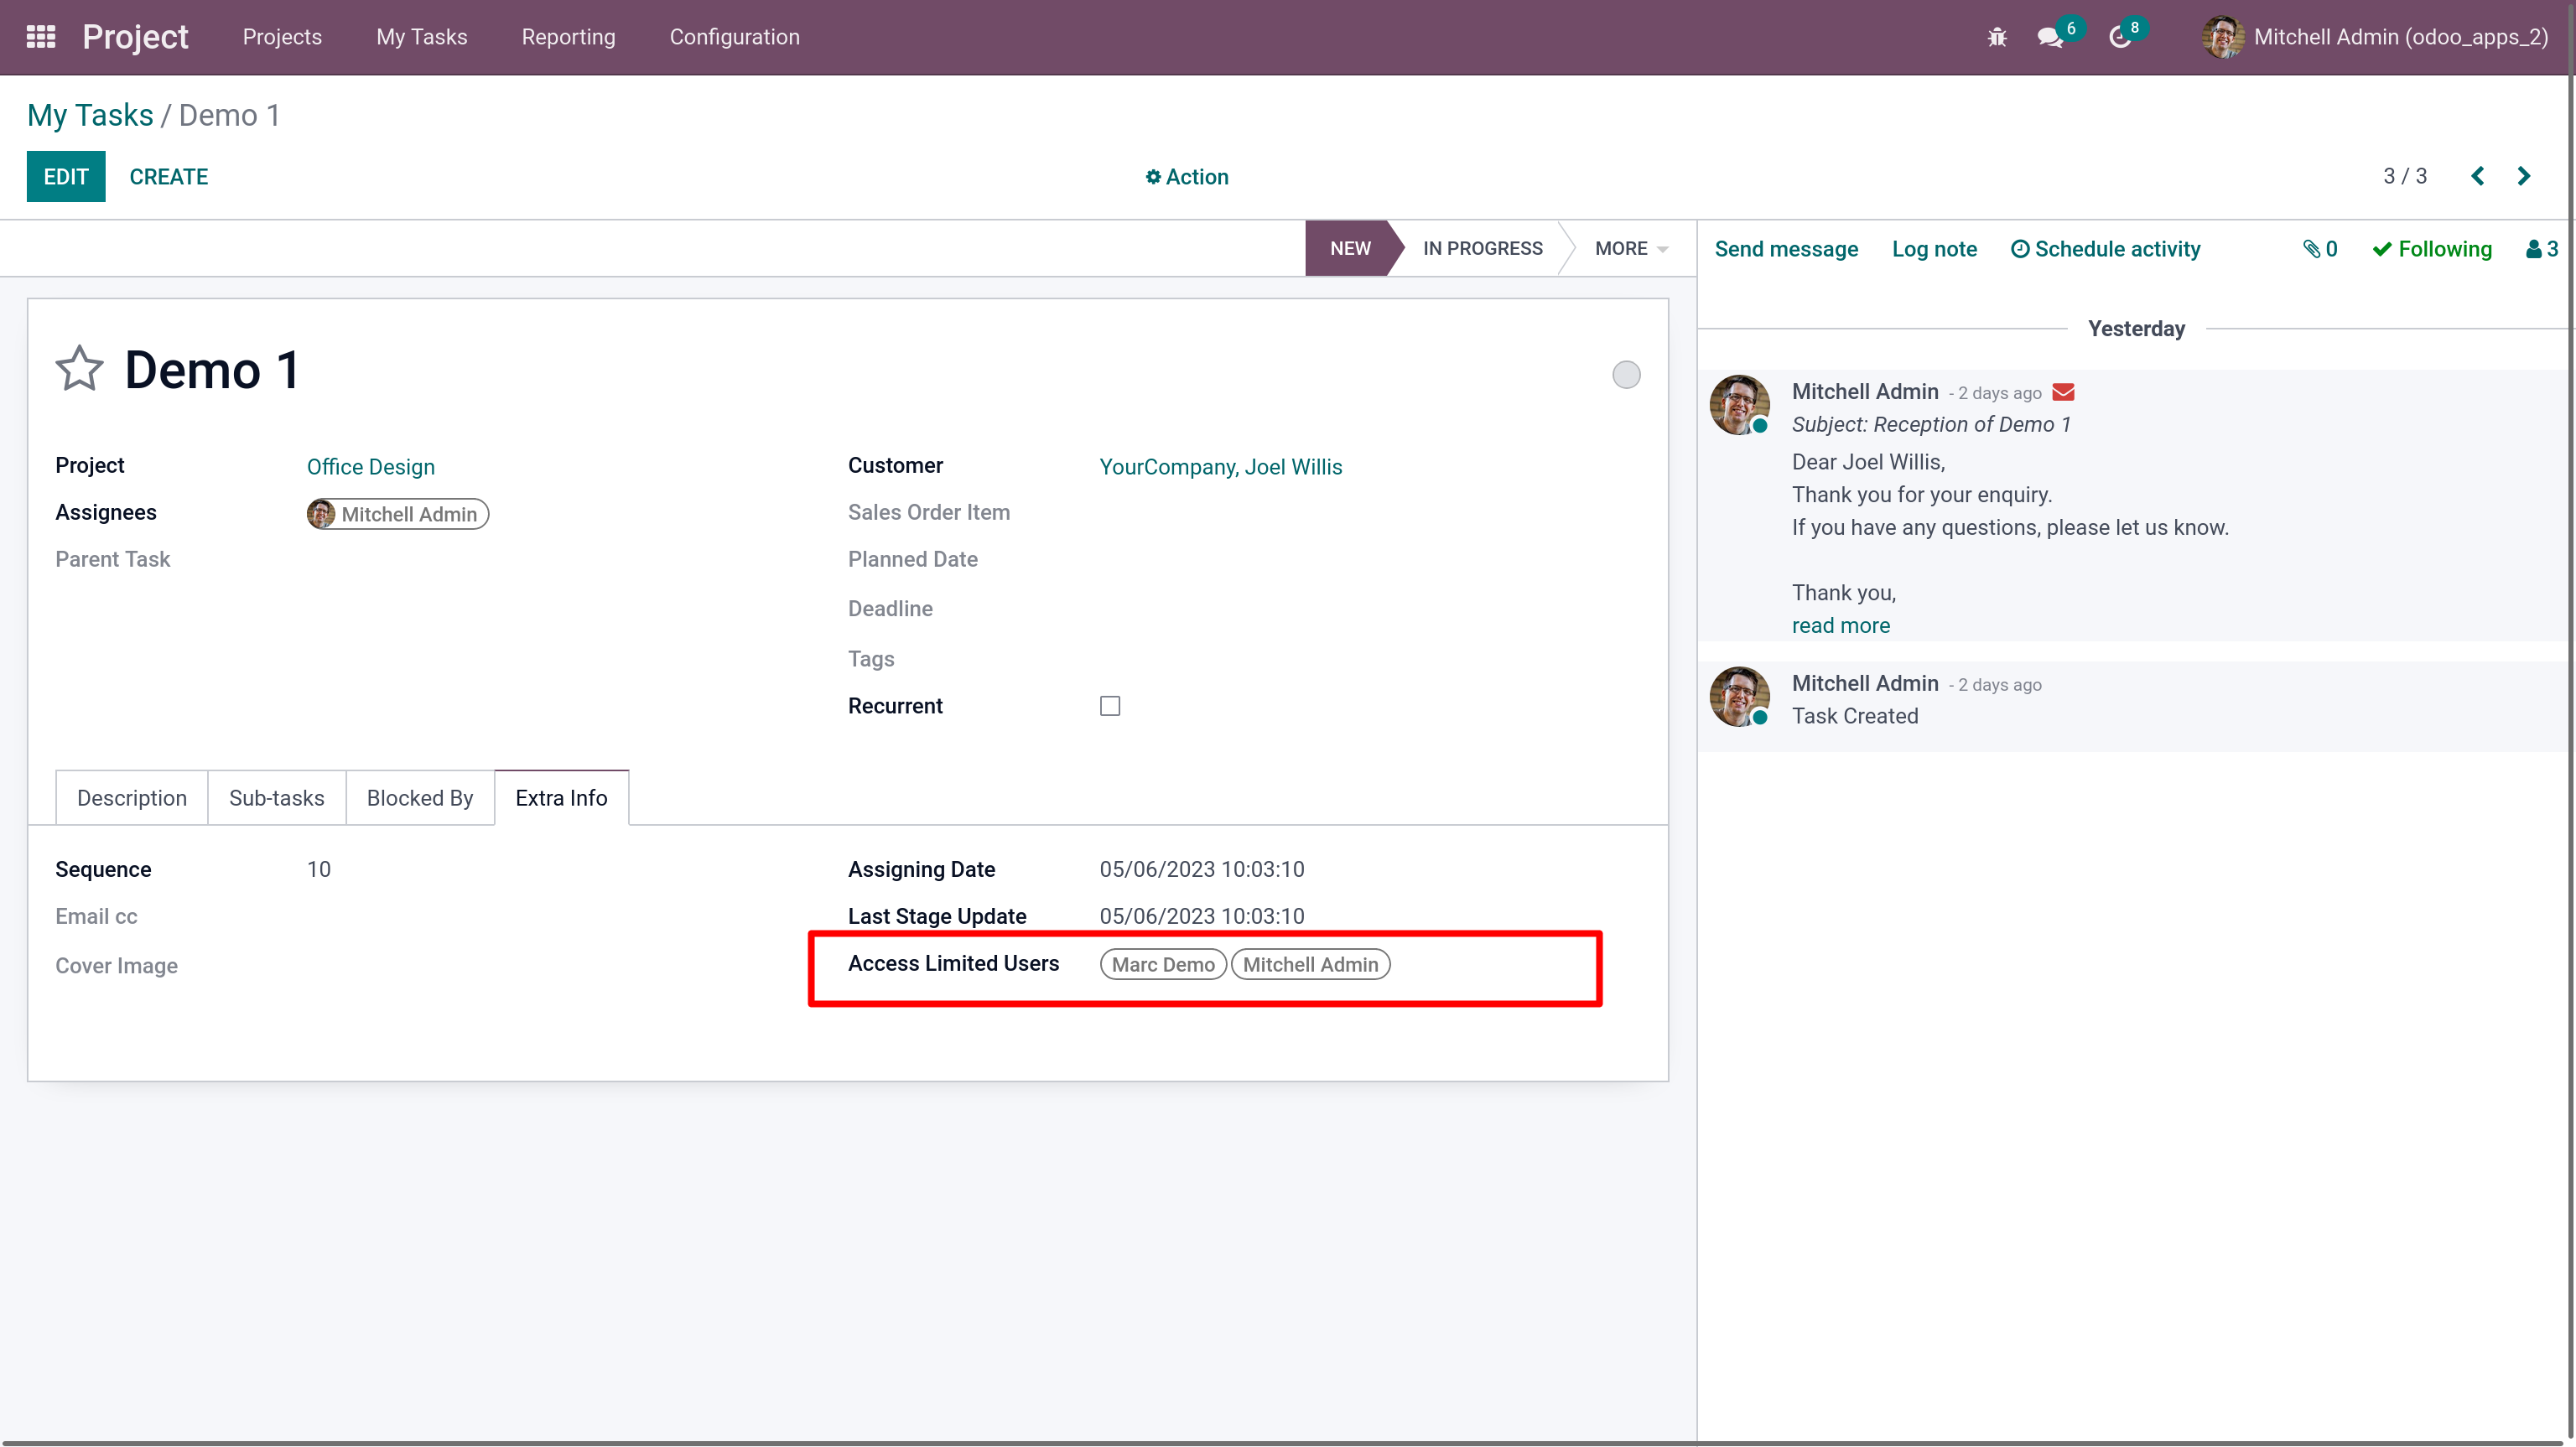 Project Projects My Tasks Reporting Configuration 6 8 Mitchell Admin (odoo_apps_2)
My Tasks / Demo 1
EDIT CREATE Action 3 / 3
NEW IN PROGRESS MORE
Send message Log note Schedule activity 0 Following 3
Demo 1
Project Office Design
Assignees Mitchell Admin
Parent Task
Customer YourCompany, Joel Willis
Sales Order Item
Planned Date
Deadline
Tags
Recurrent
Description Sub-tasks Blocked By Extra Info
Sequence 10
Email cc
Cover Image
Assigning Date 05/06/2023 10:03:10
Last Stage Update 05/06/2023 10:03:10
Access Limited Users Marc Demo Mitchell Admin
Yesterday
Mitchell Admin - 2 days ago
Subject: Reception of Demo 1
Dear Joel Willis,
Thank you for your enquiry.
If you have any questions, please let us know.
Thank you,
read more
Mitchell Admin - 2 days ago
Task Created